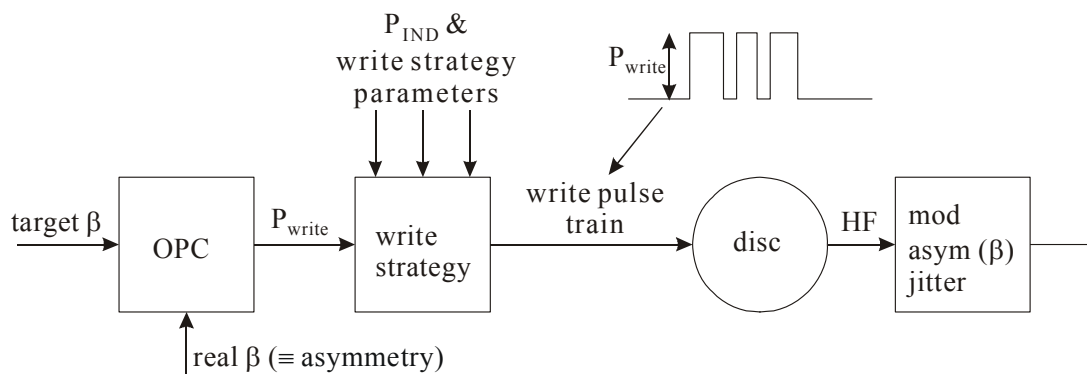 P_IND &
write strategy
parameters
P_write
target β
OPC
P_write
write
strategy
write pulse
train
disc
HF
mod
asym (β)
jitter
real β (≡ asymmetry)